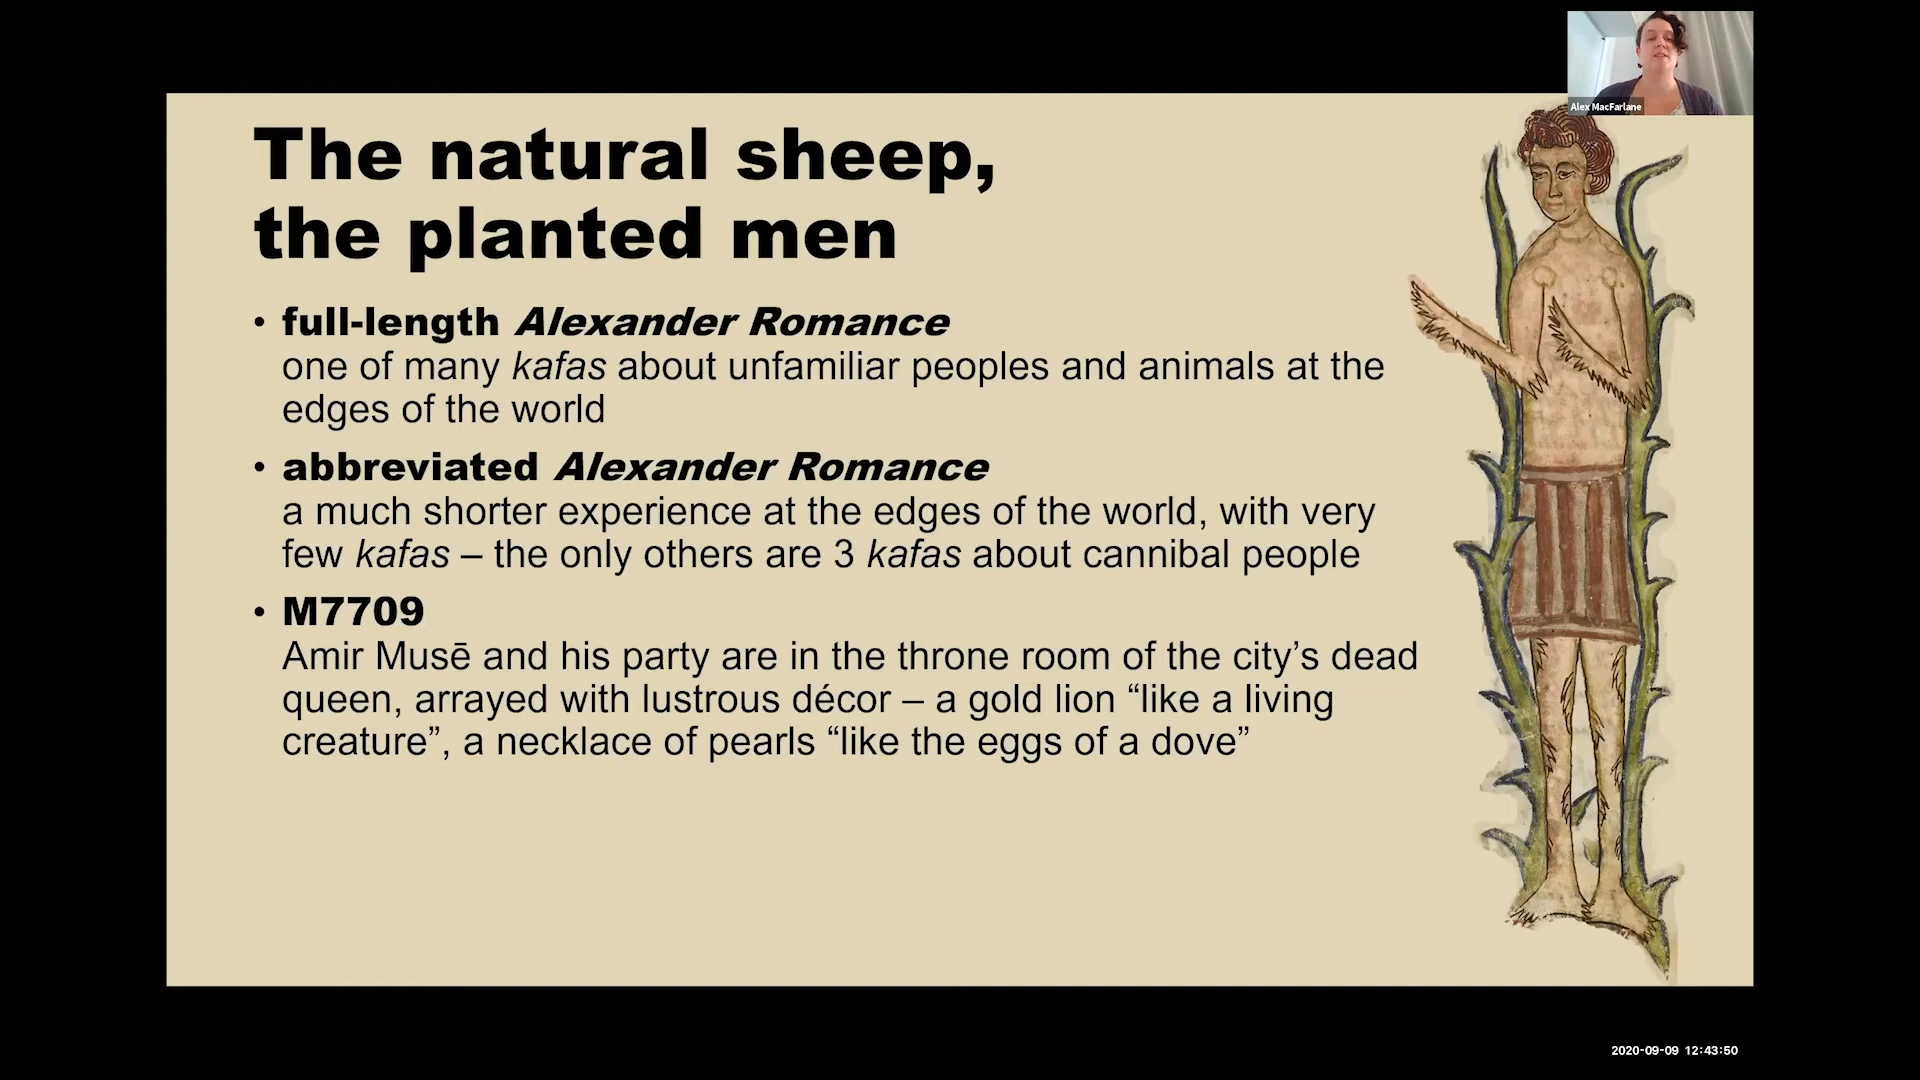 Alex MacFarlane
The natural sheep,
the planted men
• full-length Alexander Romance
one of many kafas about unfamiliar peoples and animals at the
edges of the world
• abbreviated Alexander Romance
a much shorter experience at the edges of the world, with very
few kafas – the only others are 3 kafas about cannibal people
• M7709
Amir Musē and his party are in the throne room of the city’s dead
queen, arrayed with lustrous décor – a gold lion “like a living
creature”, a necklace of pearls “like the eggs of a dove”
2020-09-09 12:43:50